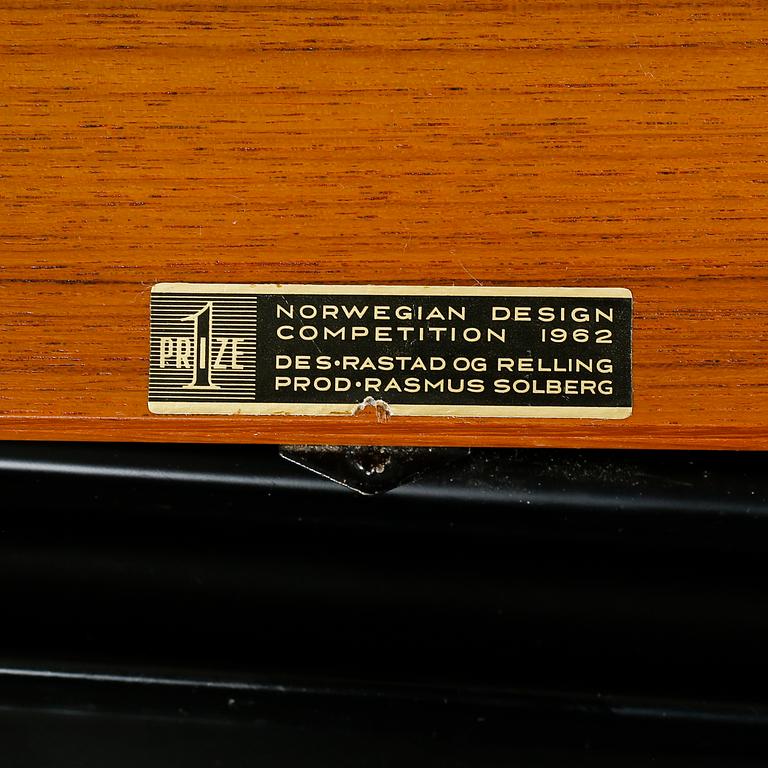 1 PRIZE
NORWEGIAN DESIGN
COMPETITION 1962
DES•RASTAD OG RELLING
PROD•RASMUS SOLBERG